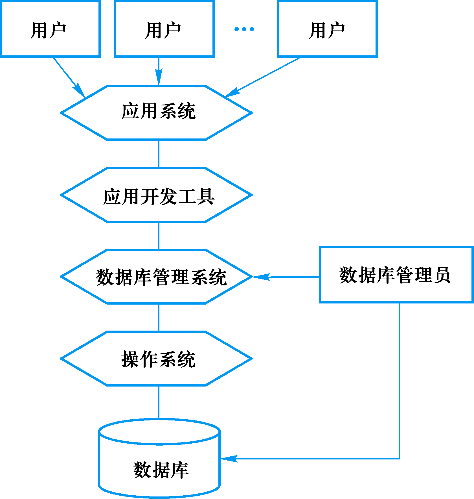 用户 用户 … 用户
应用系统
应用开发工具
数据库管理系统 数据库管理员
操作系统
数据库